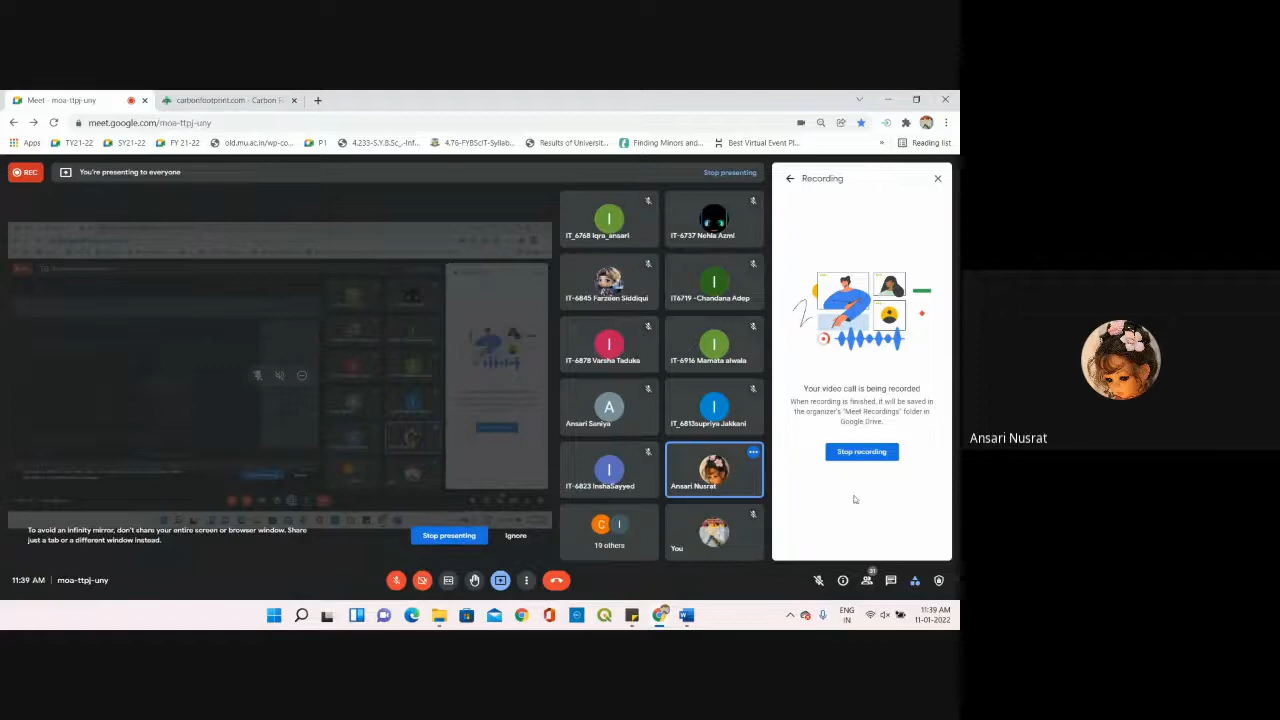 Meet - moa-ttpj-uny
carbonfootprint.com - Carbon F
meet.google.com/moa-ttpj-uny
Apps TY21-22 SY21-22 FY 21-22 old.mu.ac.in/wp-co... P1 4.233-S.Y.B.Sc_,-Inf... 4.76-FYBScIT-Syllab... Results of Universit... Finding Minors and... Best Virtual Event Pl... » Reading list
REC You're presenting to everyone Stop presenting
Recording
I
IT_6768 Iqra_ansari
IT-6737 Nehla Azmi
IT-6845 Farzeen Siddiqui
I
IT6719 -Chandana Adep
I
IT-6878 Varsha Taduka
I
IT-6916 Mamata alwala
A
Ansari Saniya
I
IT_6813supriya Jakkani
I
IT-6823 InshaSayyed
Ansari Nusrat
C I
19 others
You
Your video call is being recorded
When recording is finished, it will be saved in
the organizer's "Meet Recordings" folder in
Google Drive.
Stop recording
To avoid an infinity mirror, don't share your entire screen or browser window. Share
just a tab or a different window instead.
Stop presenting Ignore
11:39 AM moa-ttpj-uny
31
ENG
IN
11:39 AM
11-01-2022
Ansari Nusrat